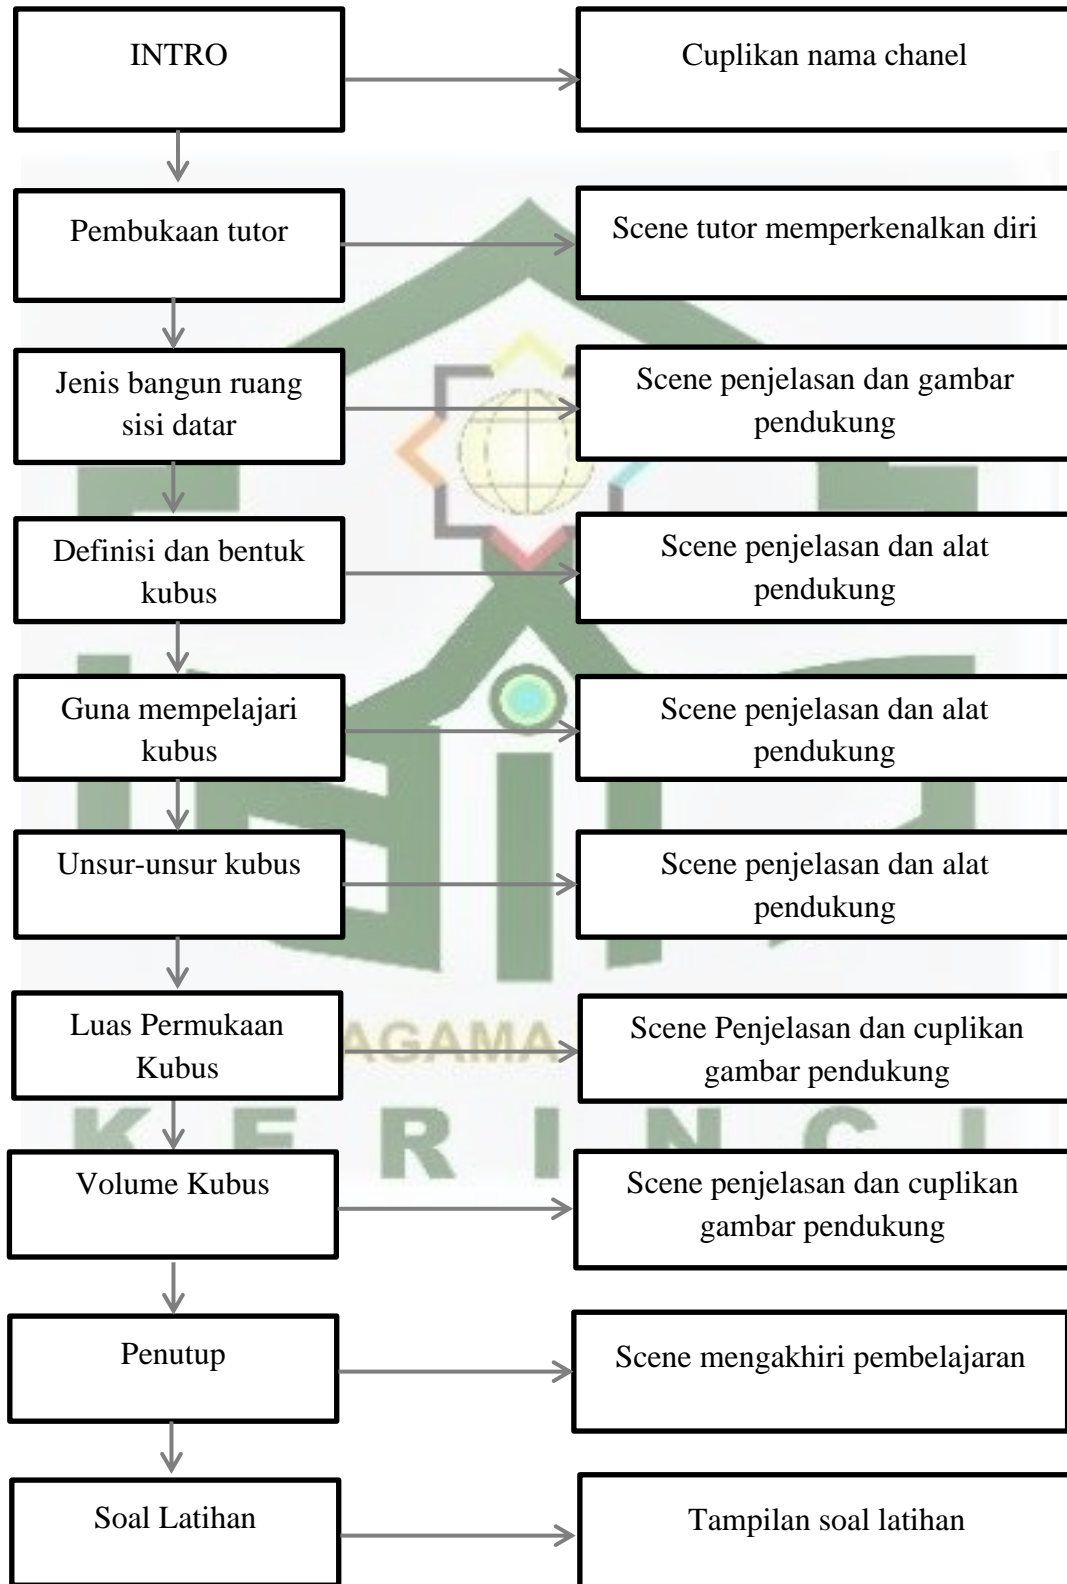 INTRO
Cuplikan nama chanel
Pembukaan tutor
Scene tutor memperkenalkan diri
Jenis bangun ruang
sisi datar
Scene penjelasan dan gambar
pendukung
Definisi dan bentuk
kubus
Scene penjelasan dan alat
pendukung
Guna mempelajari
kubus
Scene penjelasan dan alat
pendukung
Unsur-unsur kubus
Scene penjelasan dan alat
pendukung
Luas Permukaan
Kubus
Scene Penjelasan dan cuplikan
gambar pendukung
AGAMA
KERINCI
Volume Kubus
Scene penjelasan dan cuplikan
gambar pendukung
Penutup
Scene mengakhiri pembelajaran
Soal Latihan
Tampilan soal latihan